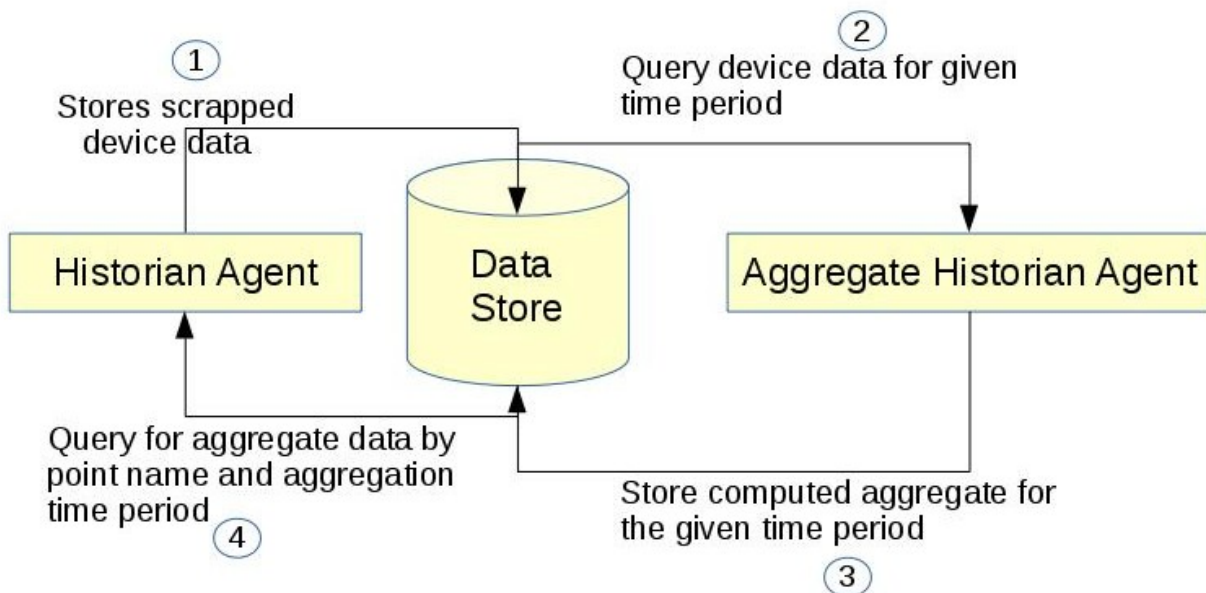 1
Stores scrapped
device data
2
Query device data for given
time period
Historian Agent
Data
Store
Aggregate Historian Agent
Query for aggregate data by
point name and aggregation
time period
4
Store computed aggregate for
the given time period
3